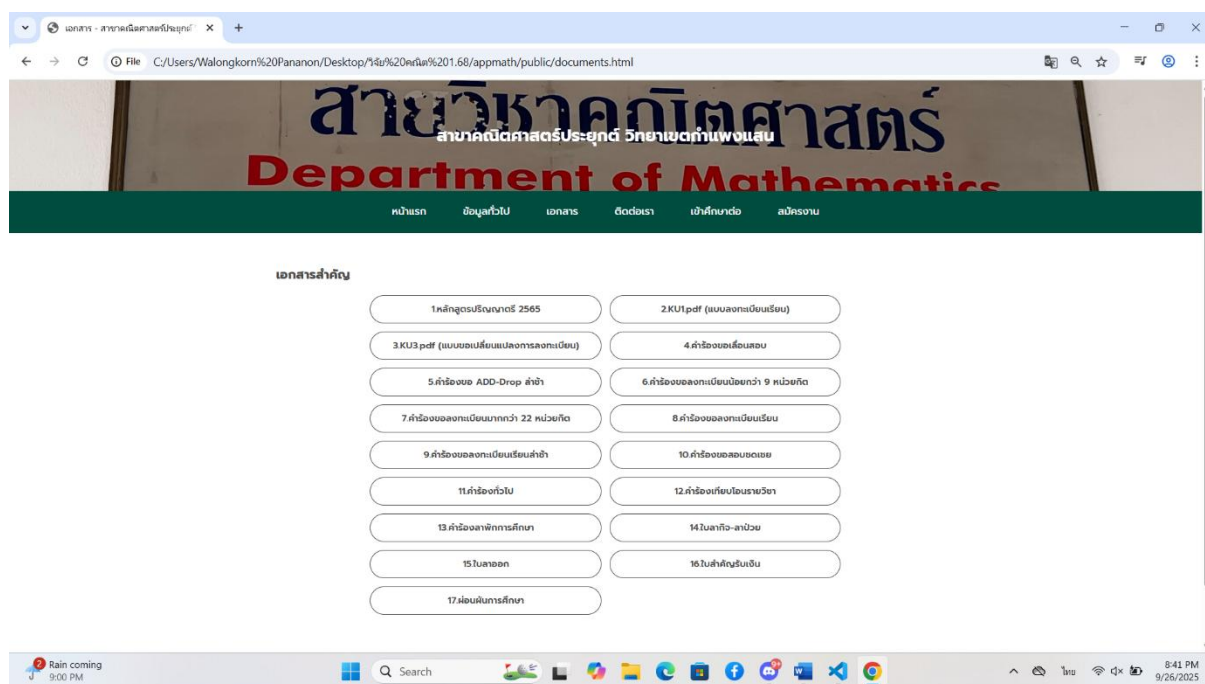 เอกสาร - สาขาคณิตศาสตร์ประยุกต์
File C:/Users/Walongkorn%20Pananon/Desktop/วิจัย%20คณิต%201.68/appmath/public/documents.html
สายวิชาคณิตศาสตร์
สาขาคณิตศาสตร์ประยุกต์ วิทยาเขตกำแพงแสน
Department of Mathematics
หน้าแรก ข้อมูลทั่วไป เอกสาร ติดต่อเรา เข้าศึกษาต่อ สมัครงาน
เอกสารสำคัญ
1.หลักสูตรปริญญาตรี 2565 2.KU1.pdf (แบบลงทะเบียนเรียน)
3.KU3.pdf (แบบขอเปลี่ยนแปลงการลงทะเบียน) 4.คำร้องขอเลื่อนสอบ
5.คำร้องขอ ADD-Drop ล่าช้า 6.คำร้องขอลงทะเบียนน้อยกว่า 9 หน่วยกิต
7.คำร้องขอลงทะเบียนมากกว่า 22 หน่วยกิต 8.คำร้องขอลงทะเบียนเรียน
9.คำร้องขอลงทะเบียนเรียนล่าช้า 10.คำร้องขอสอบชดเชย
11.คำร้องทั่วไป 12.คำร้องเทียบโอนรายวิชา
13.คำร้องลาพักการศึกษา 14.ใบลากิจ-ลาป่วย
15.ใบลาออก 16.ใบสำคัญรับเงิน
17.ผ่อนผันการศึกษา
2 Rain coming Search ไทย 8:41 PM
9:00 PM 9/26/2025